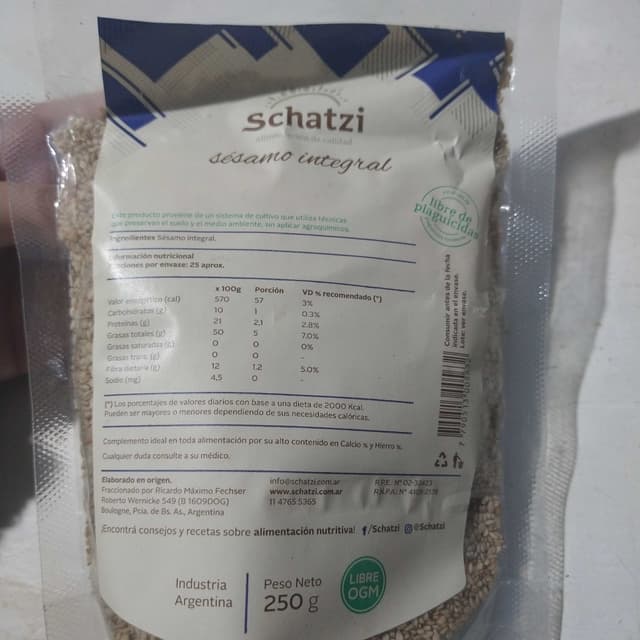 schatzi
sésamo integral
libre de
plaguicidas
Este producto proviene de un sistema de cultivo que utiliza técnicas
que preservan el suelo y el medio ambiente, sin aplicar agroquímicos.
Ingredientes Sésamo integral.
Información nutricional
Porciones por envase: 25 aprox.
x 100g Porción VD % recomendado (*)
Valor energético (cal) 570 57 3%
Carbohidratos (g) 10 1 0.3%
Proteínas (g) 21 2,1 2.8%
Grasas totales (g) 50 5 7.0%
Grasas saturadas (g) 0 0 0%
Grasas trans. (g) 0 0 -
Fibra dietaria (g) 12 1,2 5.0%
Sodio (mg) 4,5 0 -
Consumir antes de la fecha
indicada en el envase.
(*) Los porcentajes de valores diarios con base a una dieta de 2000 Kcal.
Pueden ser mayores o menores dependiendo de sus necesidades calóricas.
Complemento ideal en toda alimentación por su alto contenido en Calcio % y Hierro %.
Cualquier duda consulte a su médico.
Elaborado en origen.
Fraccionado por Ricardo Máximo Fechser
Roberto Wernicke 549 (B 1609DOG)
Boulogne, Pcia. de Bs. As., Argentina
info@schatzi.com.ar
www.schatzi.com.ar
11 4765 5365
R.N.E. N° 02-
R.N.P.A. N°
¡Encontrá consejos y recetas sobre alimentación nutritiva! f/Schatzi @Schatzi
Industria
Argentina
Peso Neto
250 g
LIBRE
OGM